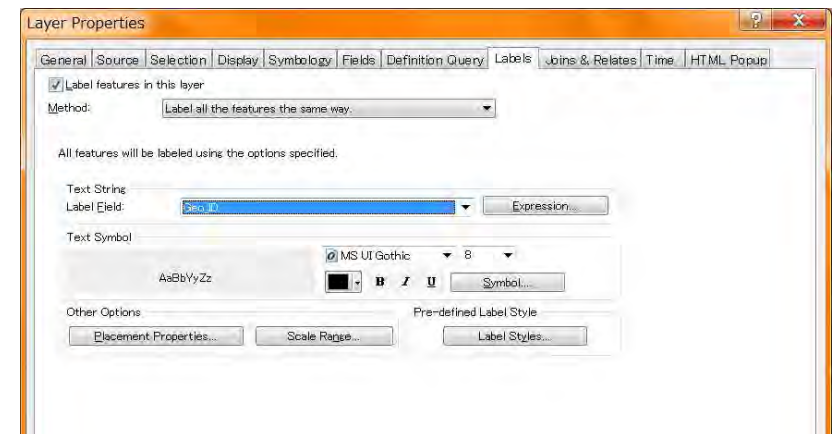 Layer Properties
General Source Selection Display Symbology Fields Definition Query Labels Joins & Relates Time HTML Popup
Label features in this layer
Method: Label all the features the same way.
All features will be labeled using the options specified.
Text String
Label Field: Geo_ID Expression...
Text Symbol
AaBbYyZz
MS UI Gothic 8
B I U Symbol...
Other Options Pre-defined Label Style
Placement Properties... Scale Range... Label Styles...